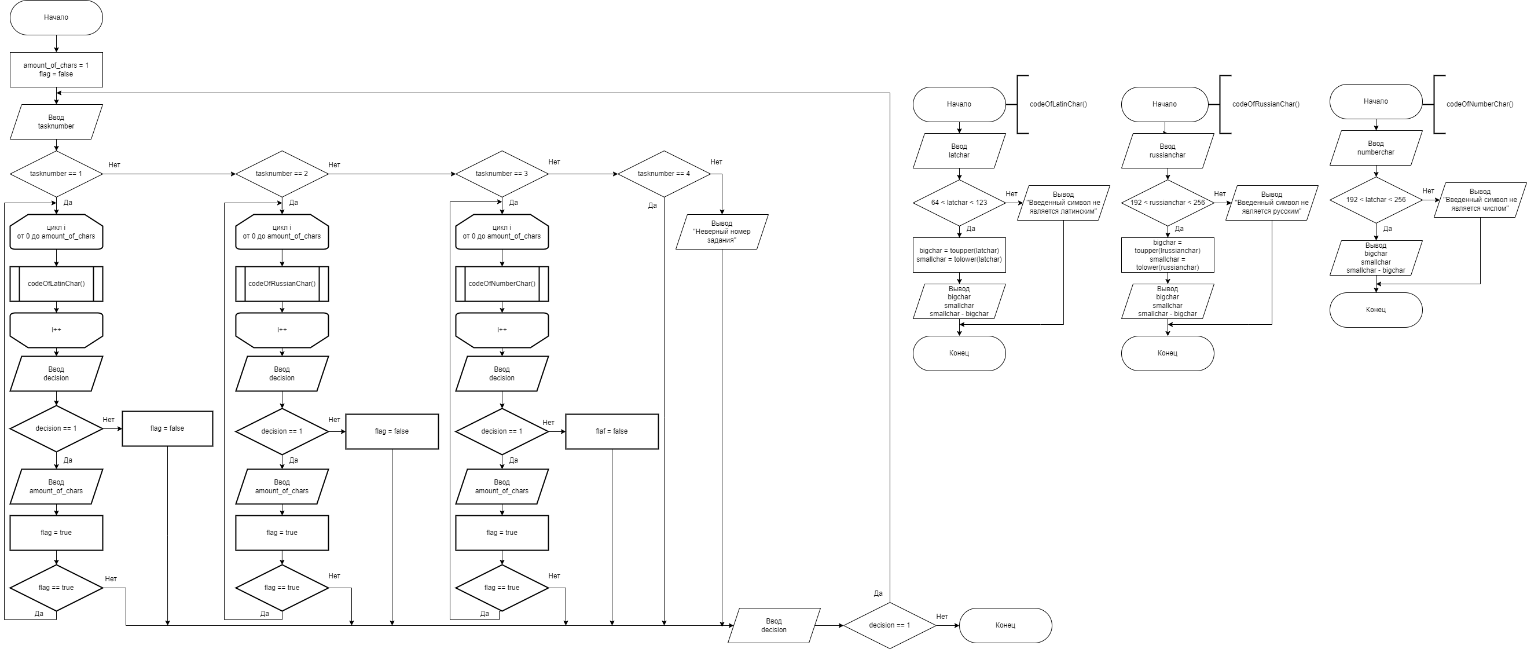 Начало
amount_of_chars = 1
flag = false
Ввод
tasknumber
tasknumber == 1
Нет
Да
цикл i
от 0 до amount_of_chars
codeOfLatinChar()
i++
Ввод
decision
decision == 1
Нет
flag = false
Да
Ввод
amount_of_chars
flag = true
flag == true
Нет
Да
tasknumber == 2
Нет
Да
цикл i
от 0 до amount_of_chars
codeOfRussianChar()
i++
Ввод
decision
decision == 1
Нет
flag = false
Да
Ввод
amount_of_chars
flag = true
flag == true
Нет
Да
tasknumber == 3
Нет
Да
цикл i
от 0 до amount_of_chars
codeOfNumberChar()
i++
Ввод
decision
decision == 1
Нет
flaf = false
Да
Ввод
amount_of_chars
flag = true
flag == true
Нет
Да
tasknumber == 4
Нет
Да
Вывод
"Неверный номер
задания"
Ввод
decision
Да
decision == 1
Нет
Конец
Начало
codeOfLatinChar()
Ввод
latchar
64 < latchar < 123
Нет
Вывод
"Введенный символ не
является латинским"
Да
bigchar = toupper(latchar)
smallchar = tolower(latchar)
Вывод
bigchar
smallchar
smallchar - bigchar
Конец
Начало
codeOfRussianChar()
Ввод
russianchar
192 < russianchar < 256
Нет
Вывод
"Введенный символ не
является русским"
Да
bigchar =
toupper(lrussianchar)
smallchar =
tolower(russianchar)
Вывод
bigchar
smallchar
smallchar - bigchar
Конец
Начало
codeOfNumberChar()
Ввод
numberchar
192 < latchar < 256
Нет
Вывод
"Введенный символ не
является числом"
Да
Вывод
bigchar
smallchar
smallchar - bigchar
Конец